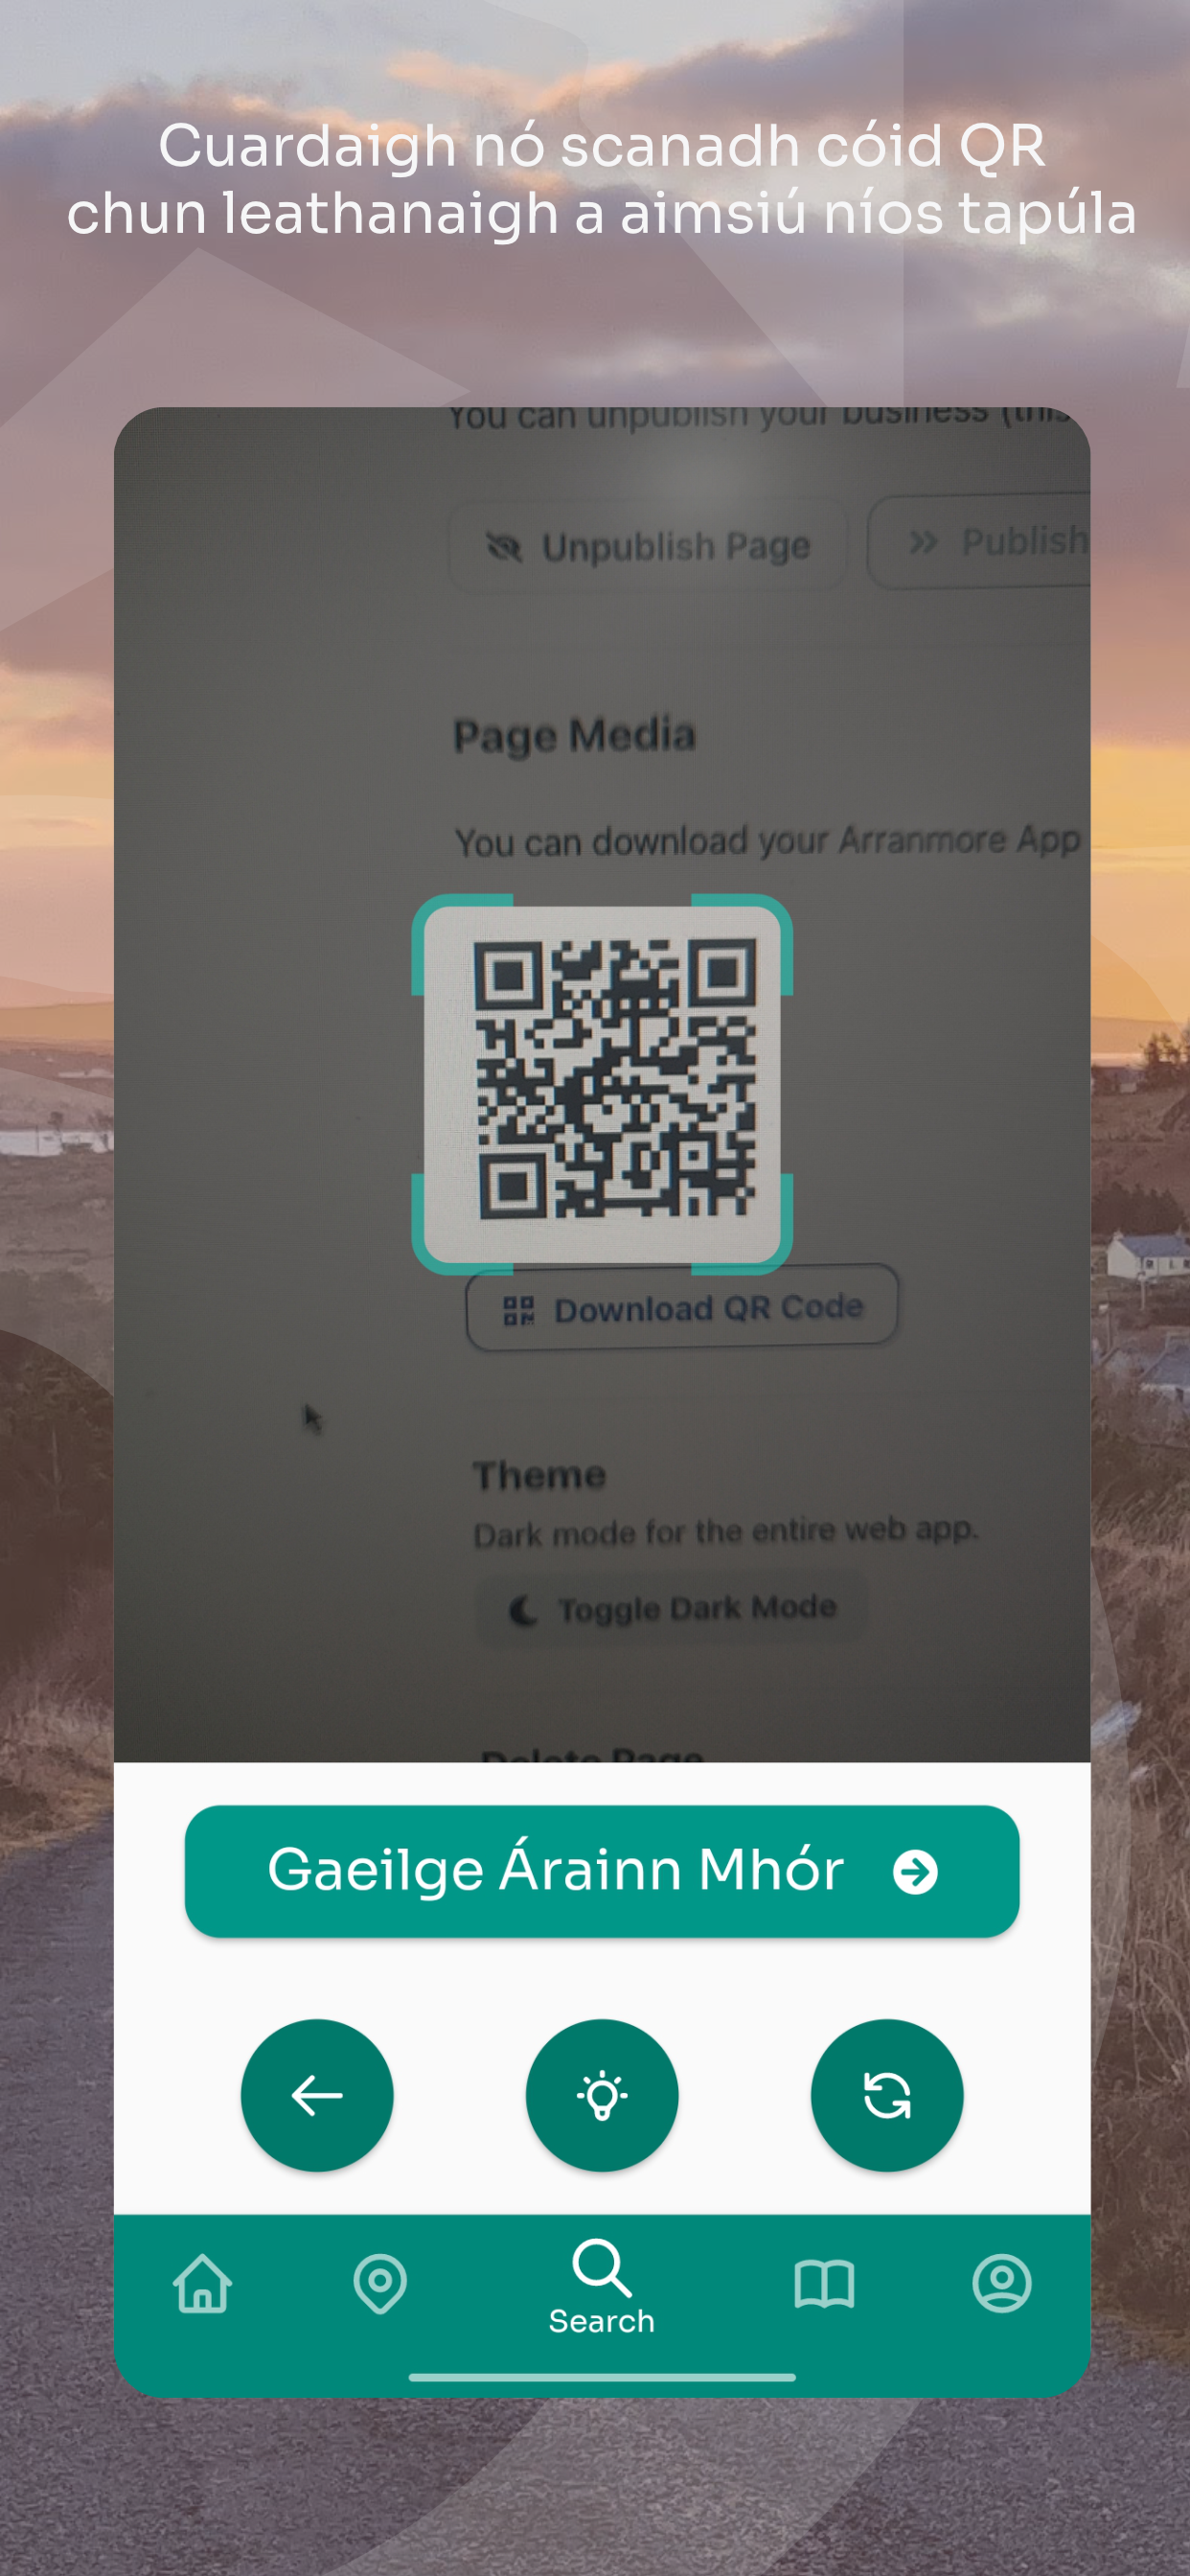 Cuardaigh nó scanadh cóid QR
chun leathanaigh a aimsiú níos tapúla
You can unpublish your business (this
Unpublish Page
Publish
Page Media
You can download your Arranmore App
Download QR Code
Theme
Dark mode for the entire web app.
Toggle Dark Mode
Delete Page
Gaeilge Árainn Mhór
Search